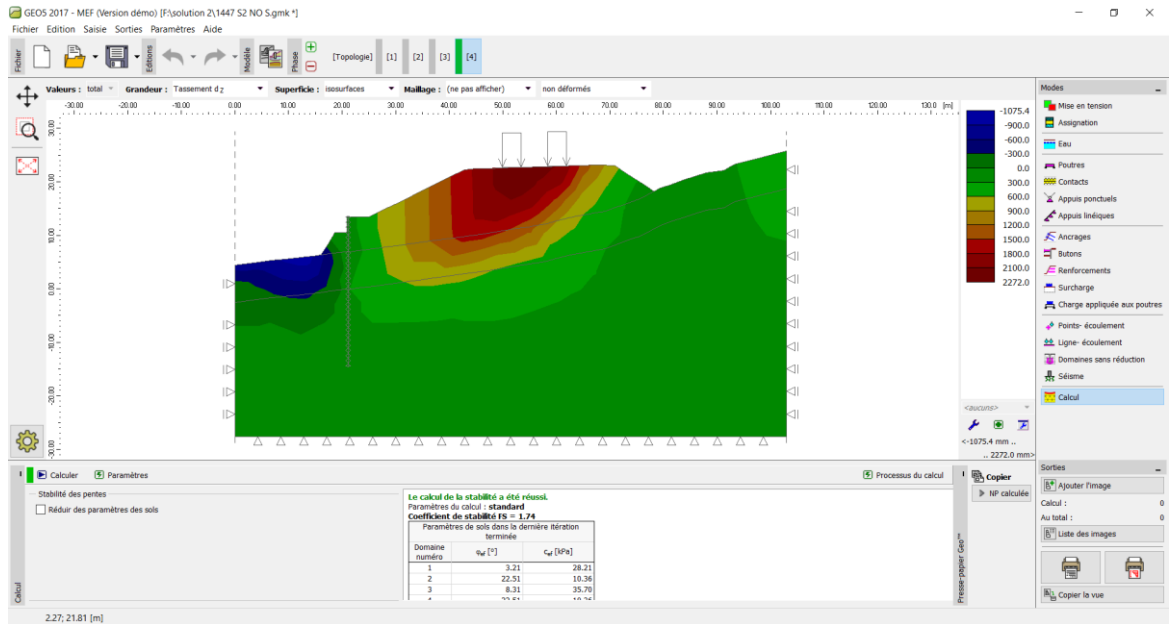 GEO5 2017 - MEF (Version démo) [F:\solution 2\1447 S2 NO S.gmk *]
Fichier Edition Saisie Sorties Paramètres Aide
Fichier Editions Modèle Phase [Topologie] [1] [2] [3] [4]
Valeurs : total Grandeur : Tassement d z Superficie : isosurfaces Maillage : (ne pas afficher) non déformés
-30.00 -20.00 -10.00 0.00 10.00 20.00 30.00 40.00 50.00 60.00 70.00 80.00 90.00 100.00 110.00 120.00 130.0 [m]
30.00
20.00
10.00
0.00
-10.00
-20.00
-30.00
-1075.4
-900.0
-600.0
-300.0
0.0
300.0
600.0
900.0
1200.0
1500.0
1800.0
2100.0
2272.0
<aucuns>
<-1075.4 mm ..
.. 2272.0 mm>
Modes
Mise en tension
Assignation
Eau
Poutres
Contacts
Appuis ponctuels
Appuis linéiques
Ancrages
Butons
Renforcements
Surcharge
Charge appliquée aux poutres
Points- écoulement
Ligne- écoulement
Domaines sans réduction
Séisme
Calcul
Calculer Paramètres Processus du calcul
Stabilité des pentes
Réduir des paramètres des sols
Le calcul de la stabilité a été réussi.
Paramètres du calcul : standard
Coefficient de stabilité FS = 1.74
Paramètres de sols dans la dernière itération
terminée
Domaine
numéro φef [°] cef [kPa]
1 3.21 28.21
2 22.51 10.36
3 8.31 35.70
4 22.51 10.36
Calcul
Presse-papier Geo™
Copier
NP calculée
Sorties
Ajouter l'image
Calcul : 0
Au total : 0
Liste des images
Copier la vue
2.27; 21.81 [m]